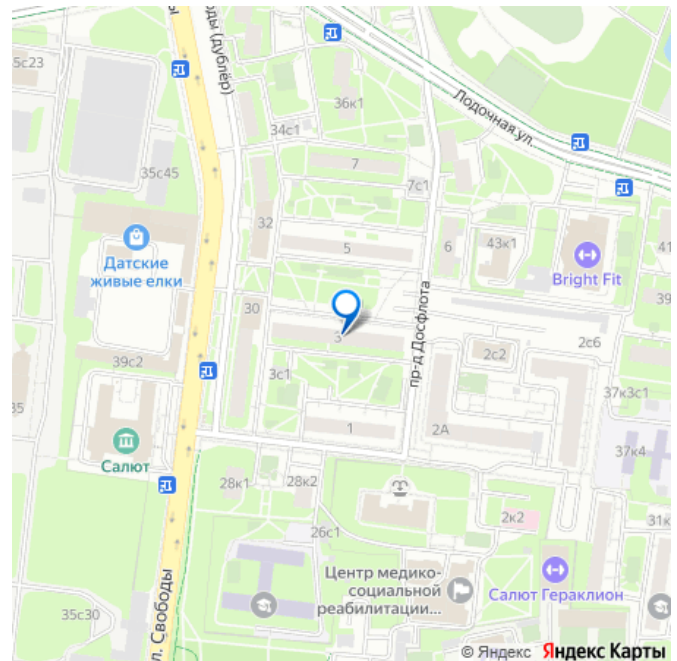 35с23
оды (дублёр)
34с1
36к1
Лодочная ул.
35с45
7
7с1
32
5
6
43к1
41
Датские
живые елки
Bright Fit
39
30
3
пр-д Досфлота
2с2
2с6
39с2
3с1
37к3с1
35
1
2А
37к4
Салют
28к1
28к2
2к2
31к
26с1
Центр медико-
социальной
реабилитации...
Салют Гераклион
л. Свободы
35с30
© Яндекс Яндекс Карты